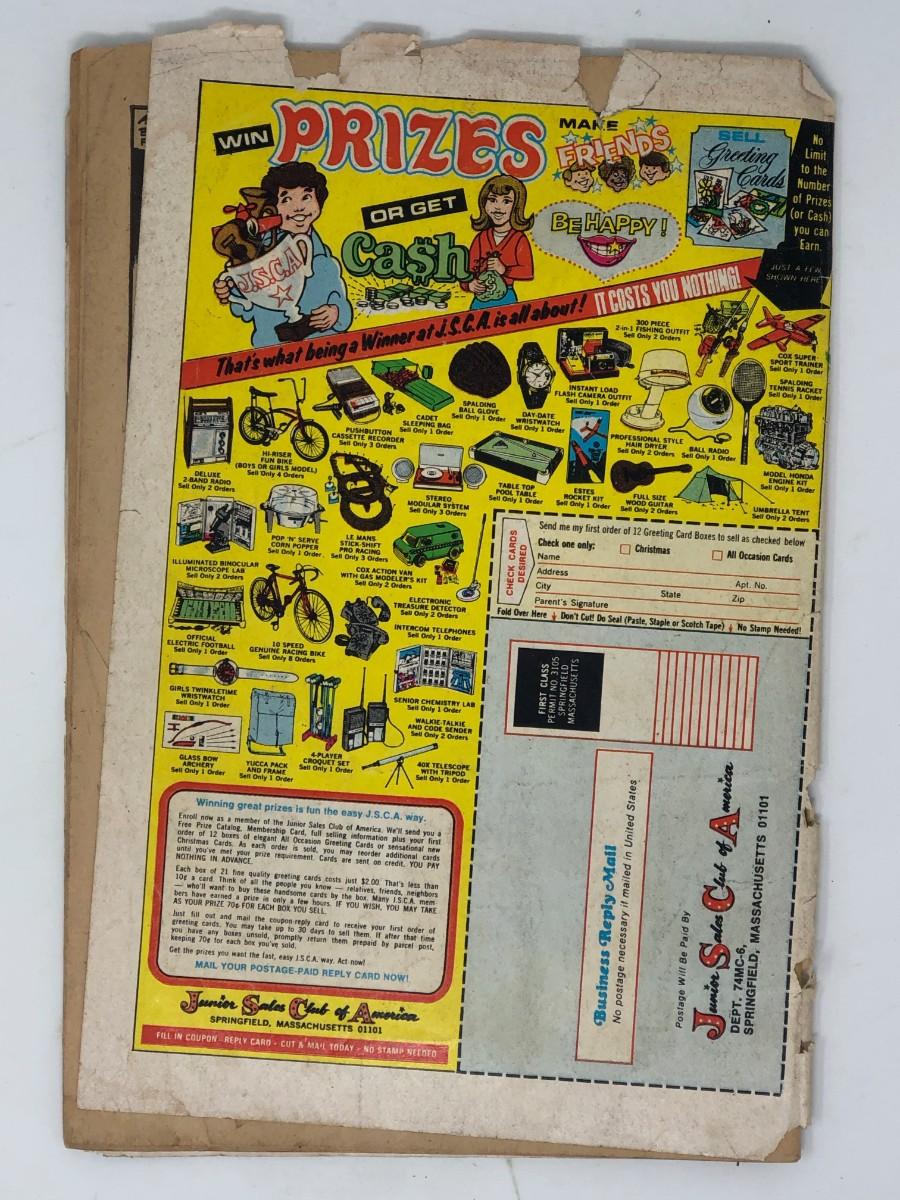 WIN
PRIZES
MAKE
FRIENDS
SELL
Greeting
Cards
No
Limit
to the
Number
of Prizes
(or Cash)
you can
Earn.
JUST A FEW
SHOWN HERE
OR GET
Ca$h
BE HAPPY!
J.S.C.A.
That's what being a Winner at J.S.C.A. is all about! IT COSTS YOU NOTHING!
DELUXE
2-BAND RADIO
Sell Only 2 Orders
HI-RISER
FUN BIKE
(BOYS OR GIRLS MODEL)
Sell Only 4 Orders
PUSHBUTTON
CASSETTE RECORDER
Sell Only 3 Orders
CADET
SLEEPING BAG
Sell Only 1 Order
SPALDING
BALL GLOVE
Sell Only 1 Order
DAY-DATE
WRISTWATCH
Sell Only 1 Order
INSTANT LOAD
FLASH CAMERA OUTFIT
Sell Only 1 Order
300 PIECE
2-in-1 FISHING OUTFIT
Sell Only 2 Orders
COX SUPER
SPORT TRAINER
Sell Only 1 Order
SPALDING
TENNIS RACKET
Sell Only 1 Order
PROFESSIONAL STYLE
HAIR DRYER
Sell Only 2 Orders
BALL RADIO
Sell Only 1 Order
MODEL HONDA
ENGINE KIT
Sell Only 1 Order
ILLUMINATED BINOCULAR
MICROSCOPE LAB
Sell Only 2 Orders
POP 'N' SERVE
CORN POPPER
Sell Only 1 Order
LE MANS
STICK-SHIFT
PRO RACING
Sell Only 3 Orders
STEREO
MODULAR SYSTEM
Sell Only 3 Orders
TABLE TOP
POOL TABLE
Sell Only 1 Order
ESTES
ROCKET KIT
Sell Only 1 Order
FULL SIZE
WOOD GUITAR
Sell Only 2 Orders
UMBRELLA TENT
Sell Only 2 Orders
COX ACTION VAN
WITH GAS MODELER'S KIT
Sell Only 2 Orders
OFFICIAL
ELECTRIC FOOTBALL
Sell Only 1 Order
10 SPEED
GENUINE RACING BIKE
Sell Only 8 Orders
ELECTRONIC
TREASURE DETECTOR
Sell Only 2 Orders
INTERCOM TELEPHONES
Sell Only 1 Order
GIRLS TWINKLETIME
WRISTWATCH
Sell Only 1 Order
SENIOR CHEMISTRY LAB
Sell Only 1 Order
WALKIE-TALKIE
AND CODE SENDER
Sell Only 2 Orders
GLASS BOW
ARCHERY
Sell Only 1 Order
YUCCA PACK
AND FRAME
Sell Only 1 Order
4-PLAYER
CROQUET SET
Sell Only 1 Order
40X TELESCOPE
WITH TRIPOD
Sell Only 1 Order
CHECK CARDS
DESIRED
Send me my first order of 12 Greeting Card Boxes to sell as checked below
Check one only: Christmas All Occasion Cards
Name
Address
City State Apt. No.
Zip
Parent's Signature
Fold Over Here Don't Cut! Do Seal (Paste, Staple or Scotch Tape) No Stamp Needed!
FIRST CLASS
PERMIT NO 3105
SPRINGFIELD
MASSACHUSETTS
Business Reply Mail
No postage necessary if mailed in United States
Postage Will Be Paid By
Junior Sales Club of America
DEPT. 74MC-6,
SPRINGFIELD, MASSACHUSETTS 01101
Winning great prizes is fun the easy J.S.C.A. way.
Enroll now as a member of the Junior Sales Club of America. We'll send you a
Free Prize Catalog, Membership Card, full selling information plus your first
order of 12 boxes of elegant All Occasion Greeting Cards or sensational new
Christmas Cards. As each order is sold, you may reorder additional cards
until you've met your prize requirement. Cards are sent on credit. YOU PAY
NOTHING IN ADVANCE.
Each box of 21 fine quality greeting cards costs just $2.00. That's less than
10¢ a card. Think of all the people you know — relatives, friends, neighbors
— who'll want to buy these handsome cards by the box. Many J.S.C.A. mem-
bers have earned a prize in only a few hours. IF YOU WISH, YOU MAY TAKE
AS YOUR PRIZE 70¢ FOR EACH BOX YOU SELL.
Just fill out and mail the coupon-reply card to receive your first order of
greeting cards. You may take up to 30 days to sell them. If after that time
you have any boxes unsold, promptly return them prepaid by parcel post,
keeping 70¢ for each box you've sold.
Get the prizes you want the fast, easy J.S.C.A. way. Act now!
MAIL YOUR POSTAGE-PAID REPLY CARD NOW!
Junior Sales Club of America
SPRINGFIELD, MASSACHUSETTS 01101
FILL IN COUPON - REPLY CARD - CUT & MAIL TODAY - NO STAMP NEEDED